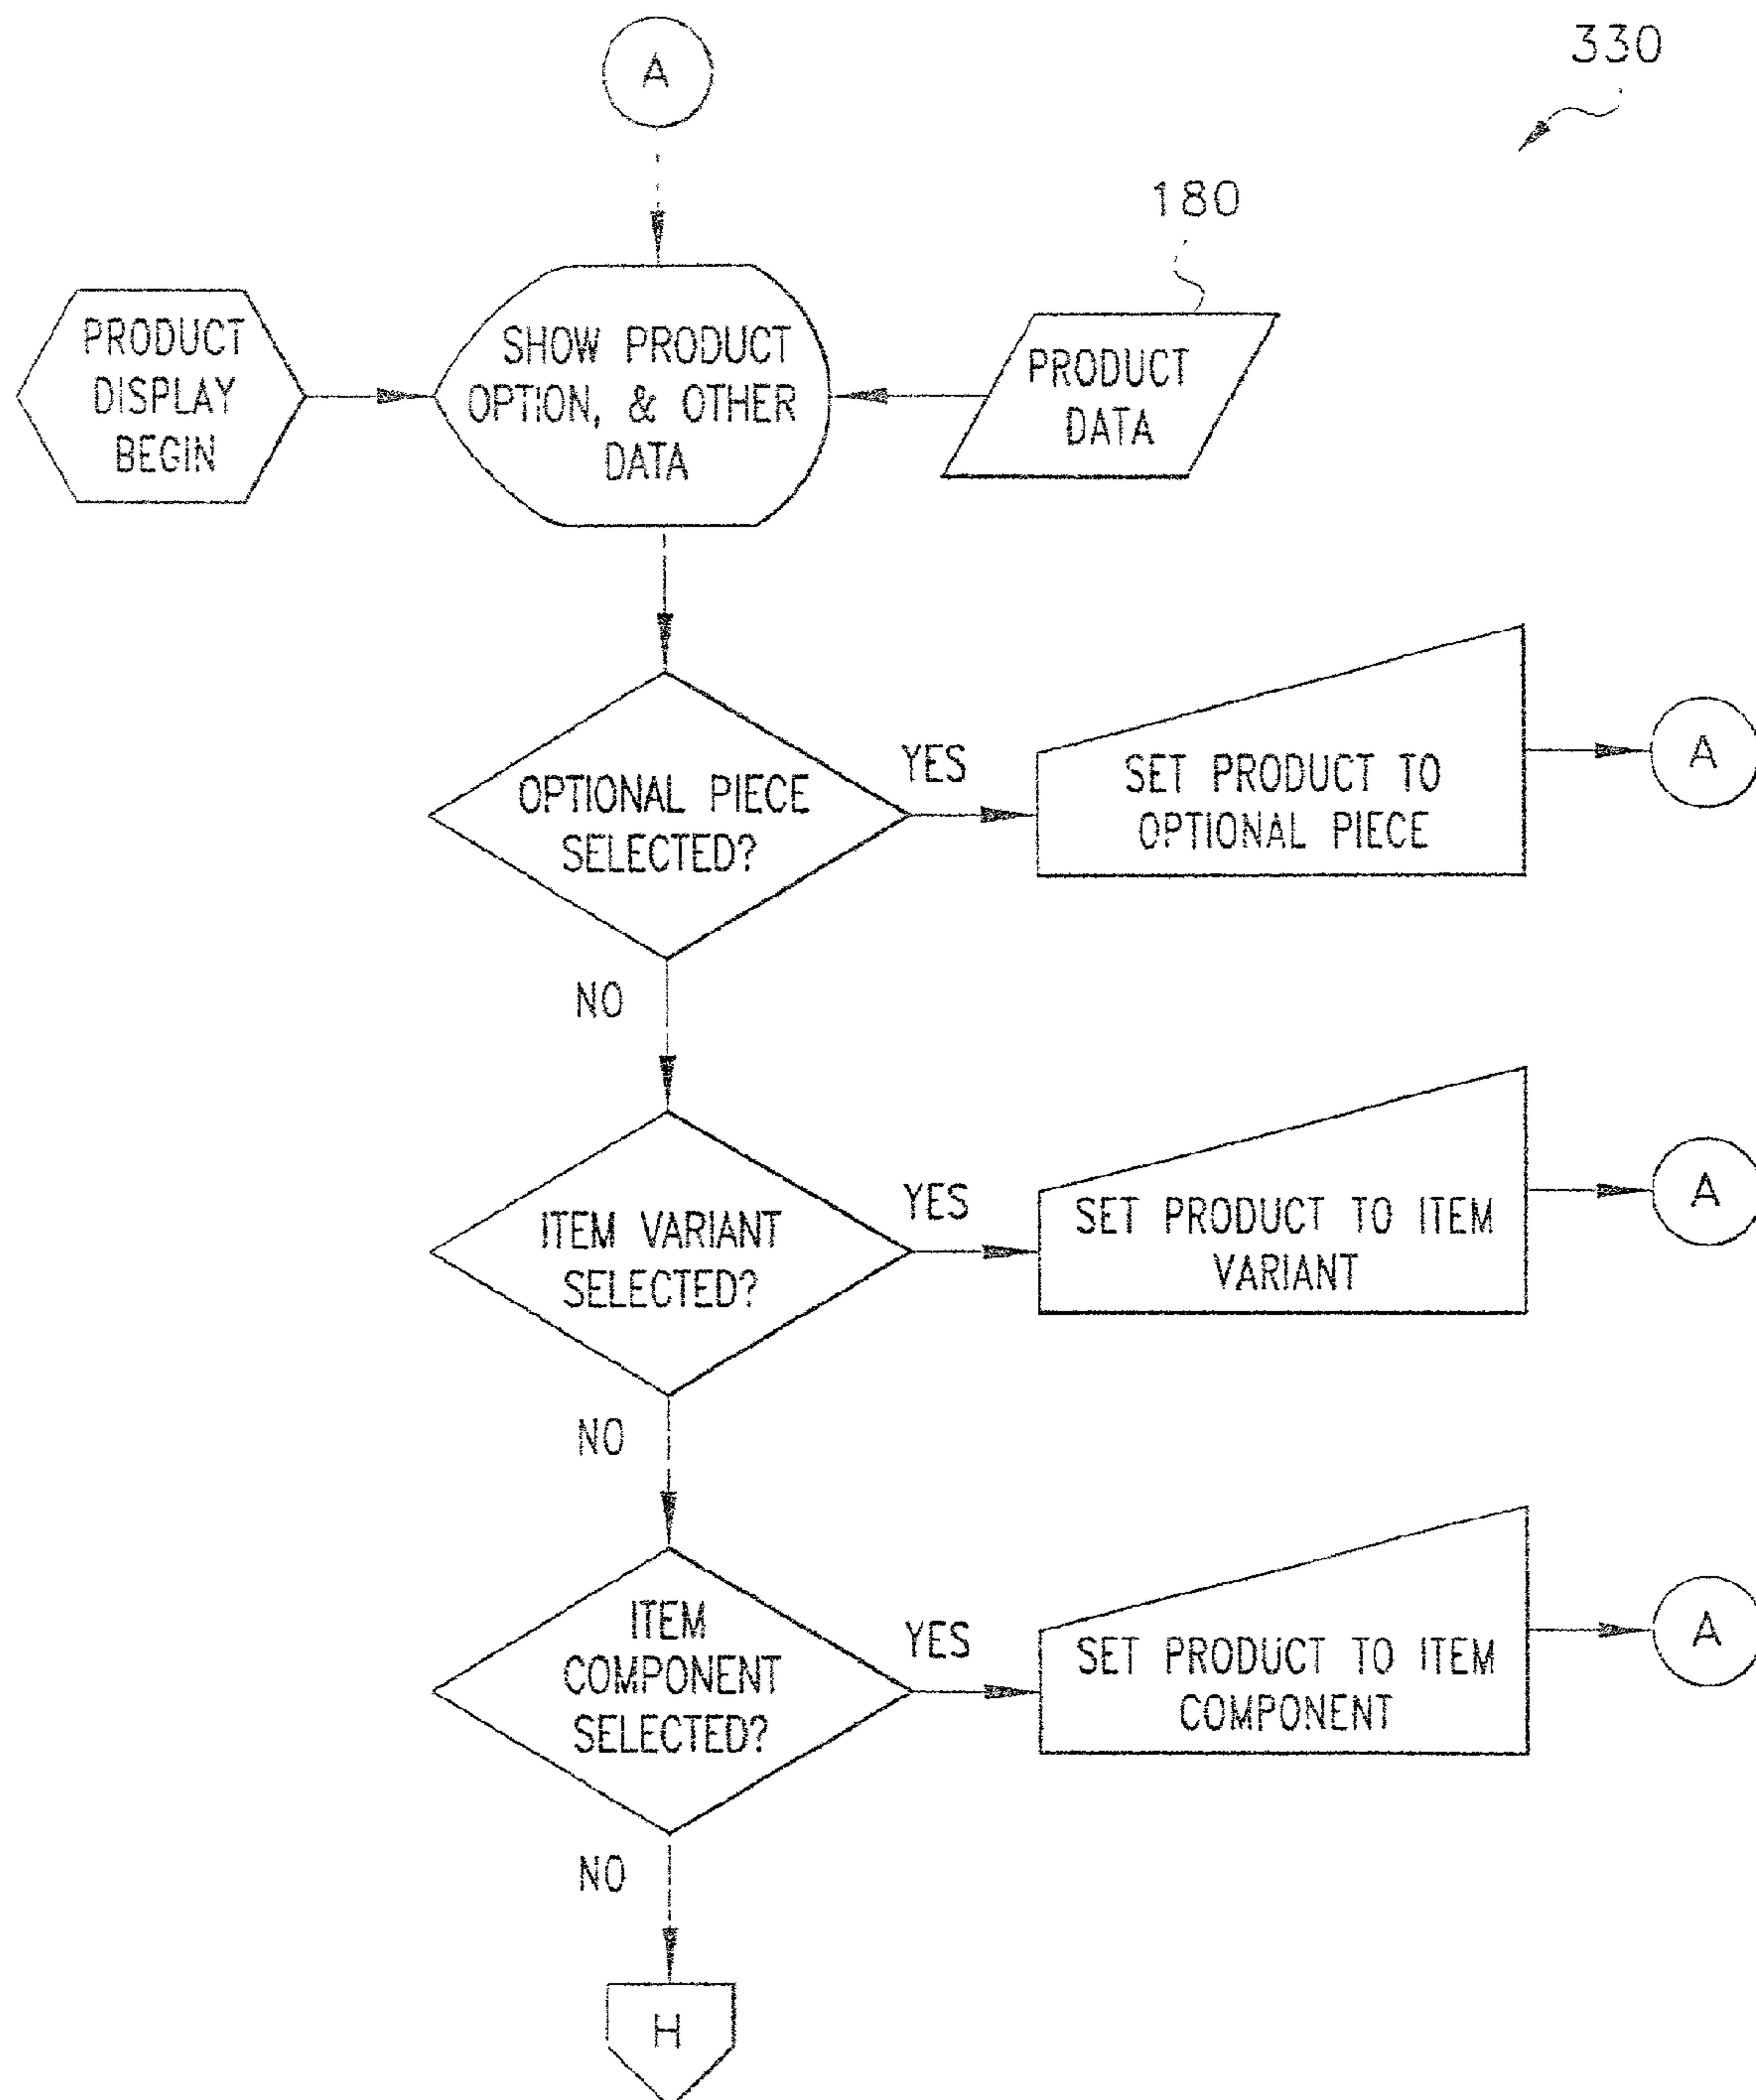 330
A
180
PRODUCT
DISPLAY
BEGIN
SHOW PRODUCT
OPTION, & OTHER
DATA
PRODUCT
DATA
OPTIONAL PIECE
SELECTED?
YES
SET PRODUCT TO
OPTIONAL PIECE
A
NO
ITEM VARIANT
SELECTED?
YES
SET PRODUCT TO ITEM
VARIANT
A
NO
ITEM
COMPONENT
SELECTED?
YES
SET PRODUCT TO ITEM
COMPONENT
A
NO
H